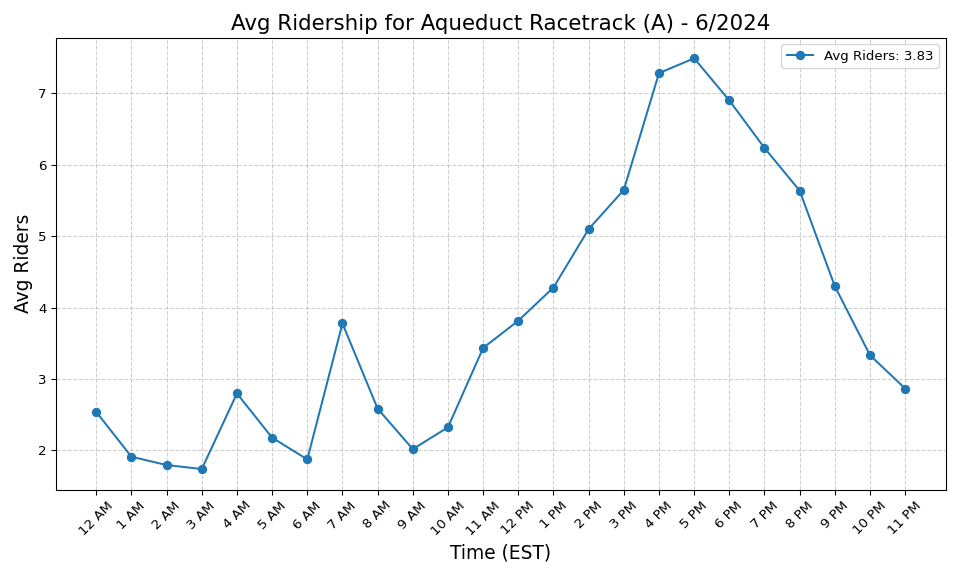 Avg Ridership for Aqueduct Racetrack (A) - 6/2024
Avg Riders: 3.83
Avg Riders
7
6
5
4
3
2
12 AM
1 AM
2 AM
3 AM
4 AM
5 AM
6 AM
7 AM
8 AM
9 AM
10 AM
11 AM
12 PM
1 PM
2 PM
3 PM
4 PM
5 PM
6 PM
7 PM
8 PM
9 PM
10 PM
11 PM
Time (EST)